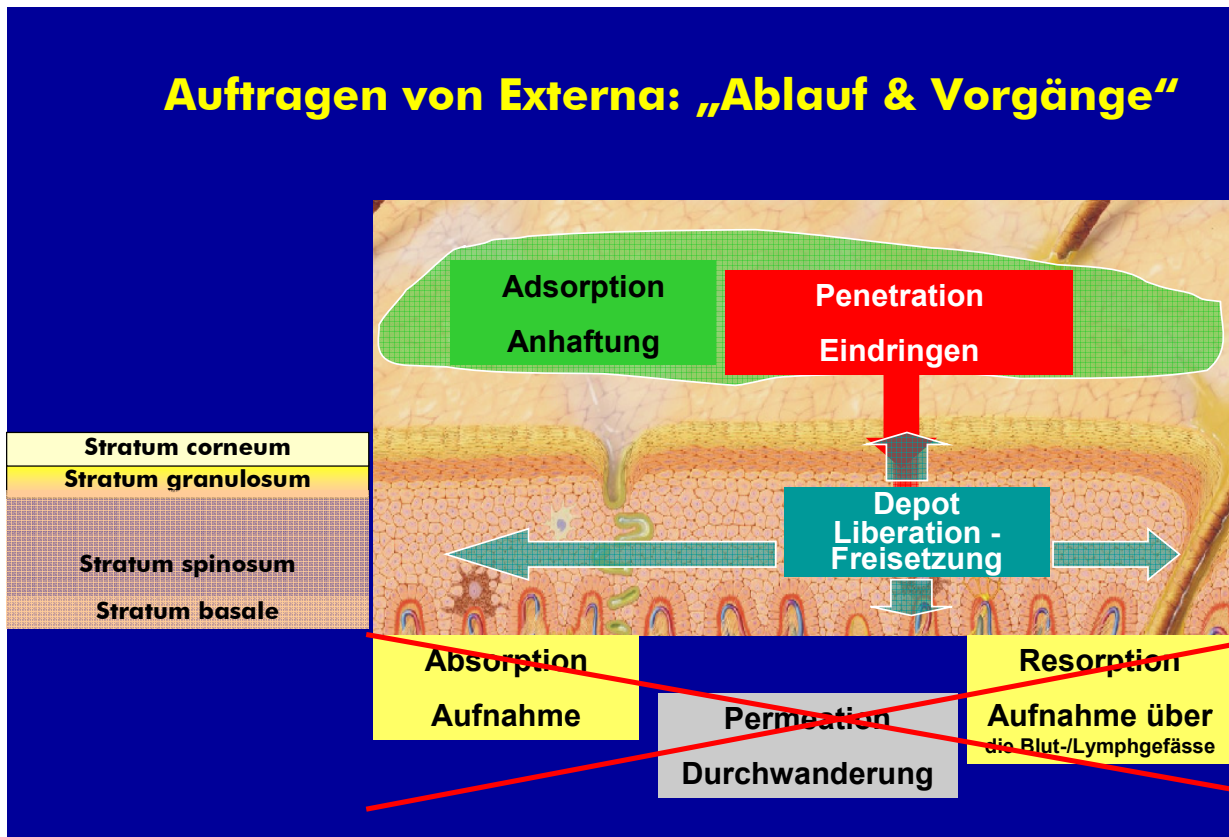 Auftragen von Externa: „Ablauf & Vorgänge“
Adsorption
Anhaftung
Penetration
Eindringen
Stratum corneum
Stratum granulosum
Stratum spinosum
Stratum basale
Depot
Liberation -
Freisetzung
Absorption
Aufnahme
Permeation
Durchwanderung
Resorption
Aufnahme über
die Blut-/Lymphgefässe